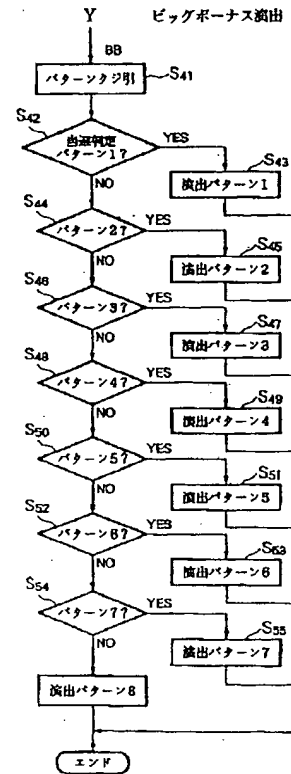 Y ビッグボーナス演出
BB
パターンクジ引 S41
S42
当選判定
パターン1?
YES
NO
S43
演出パターン1
S44
パターン2?
YES
NO
S45
演出パターン2
S46
パターン3?
YES
NO
S47
演出パターン3
S48
パターン4?
YES
NO
S49
演出パターン4
S50
パターン5?
YES
NO
S51
演出パターン5
S52
パターン6?
YES
NO
S53
演出パターン6
S54
パターン7?
YES
NO
S55
演出パターン7
演出パターン8
エンド